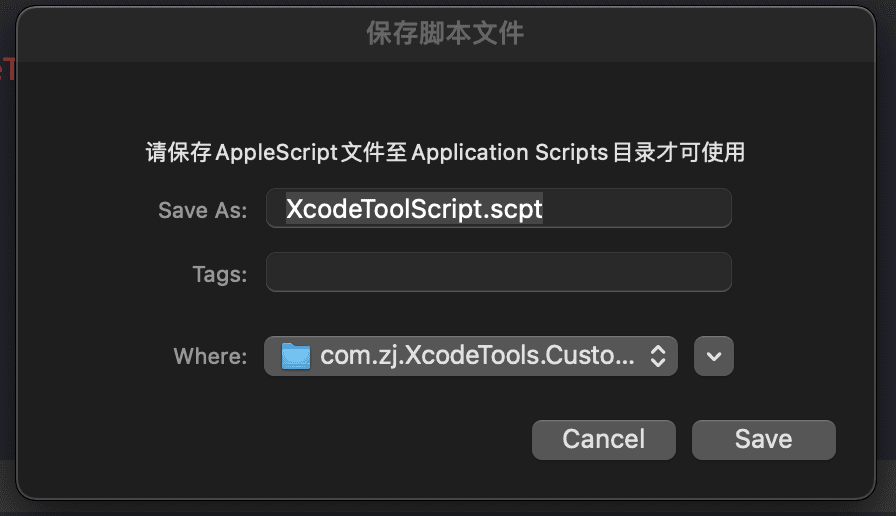 保存脚本文件
请保存AppleScript文件至Application Scripts目录才可使用
Save As: XcodeToolScript.scpt
Tags:
Where: com.zj.XcodeTools.Custo...
Cancel Save